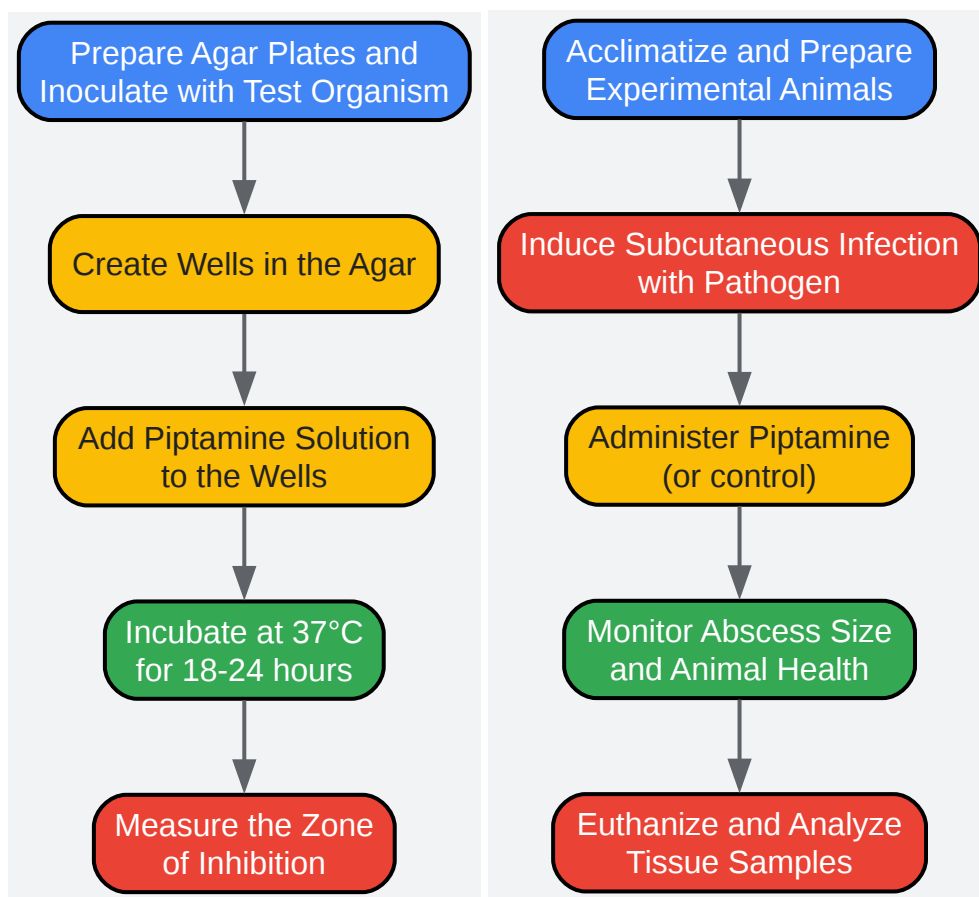 Prepare Agar Plates and
Inoculate with Test Organism
Create Wells in the Agar
Add Piptamine Solution
to the Wells
Incubate at 37°C
for 18-24 hours
Measure the Zone
of Inhibition
Acclimatize and Prepare
Experimental Animals
Induce Subcutaneous Infection
with Pathogen
Administer Piptamine
(or control)
Monitor Abscess Size
and Animal Health
Euthanize and Analyze
Tissue Samples